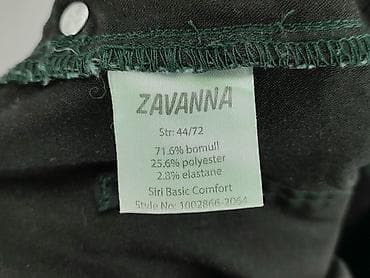 ZAVANNA
Str: 44/72
71.6% bomull
25.6% polyester
2.8% elastane
Siri Basic Comfort
Style No: 1002866-2064